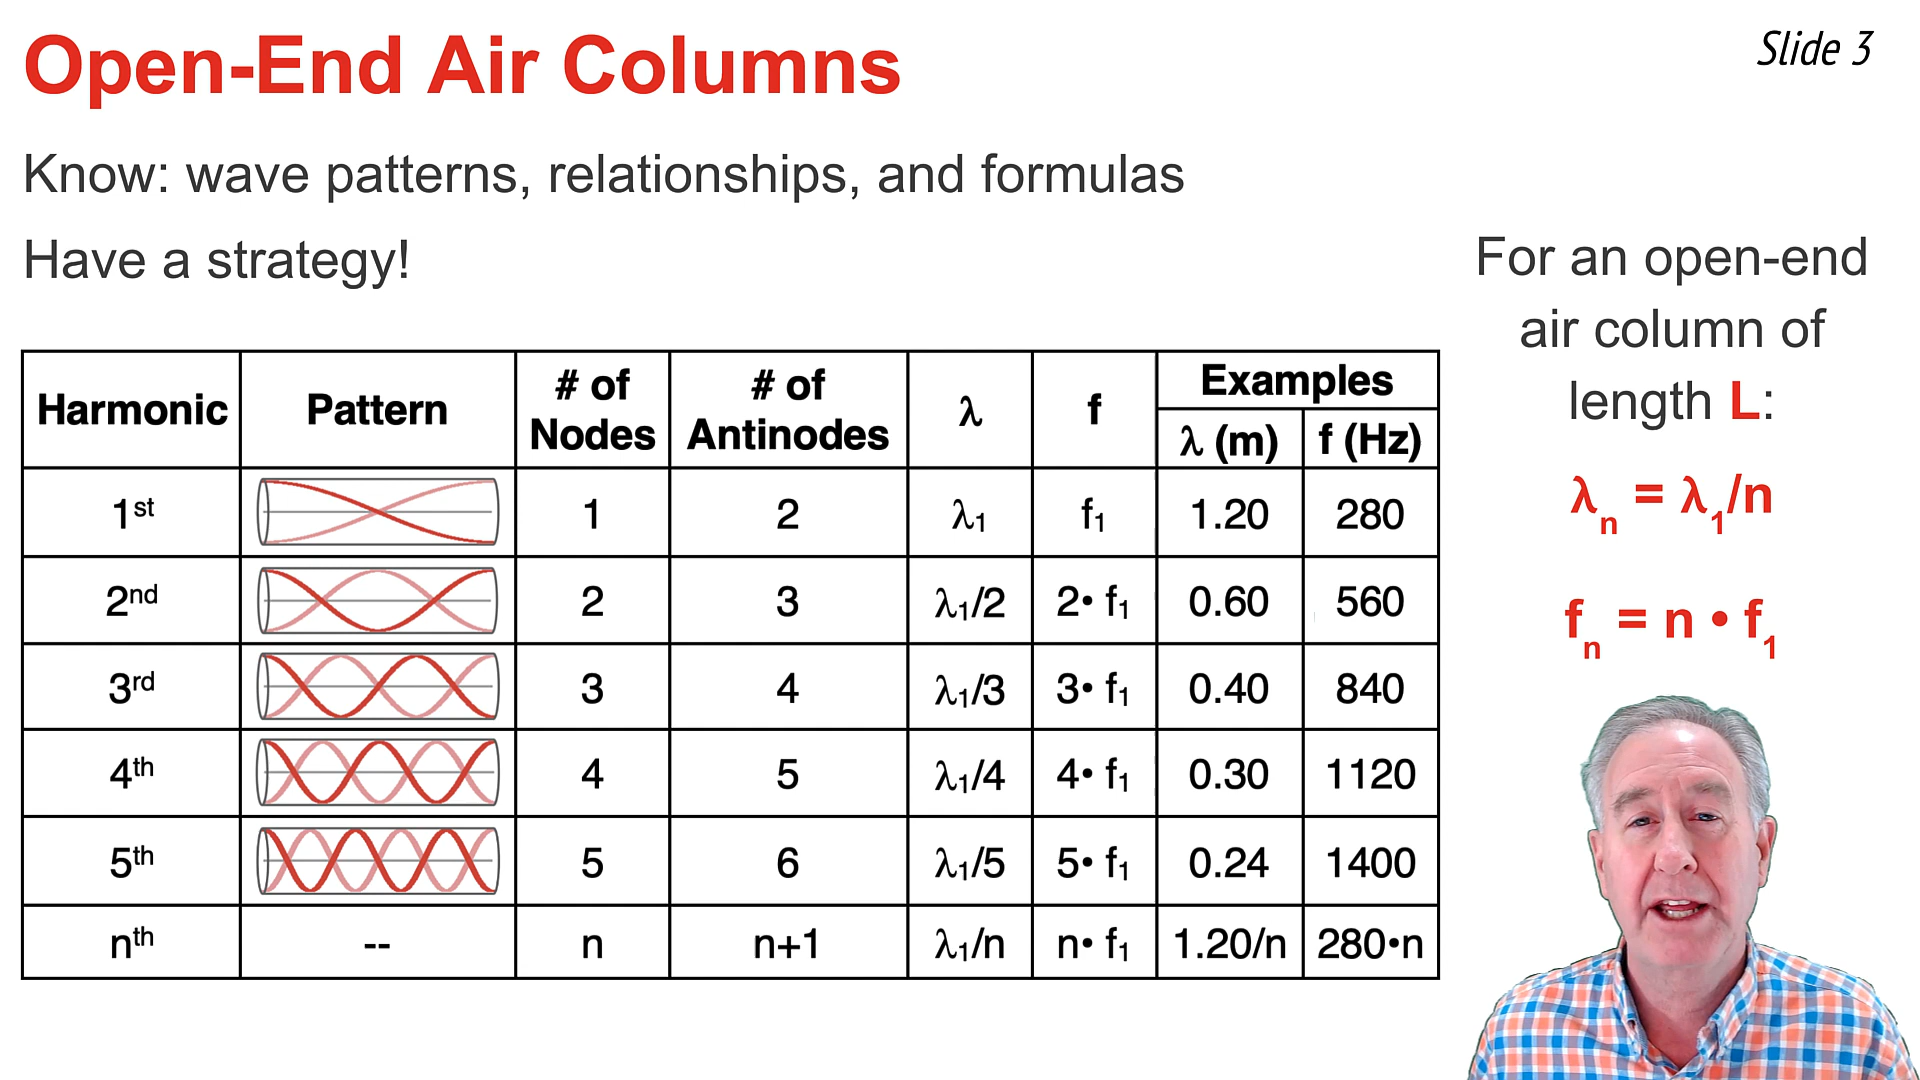 Open-End Air Columns
Slide 3
Know: wave patterns, relationships, and formulas
Have a strategy!
For an open-end
air column of
length L:
λn = λ1/n
fn = n • f1
Harmonic Pattern # of Nodes # of Antinodes λ f Examples
λ (m) f (Hz)
1st 1 2 λ1 f1 1.20 280
2nd 2 3 λ1/2 2• f1 0.60 560
3rd 3 4 λ1/3 3• f1 0.40 840
4th 4 5 λ1/4 4• f1 0.30 1120
5th 5 6 λ1/5 5• f1 0.24 1400
nth -- n n+1 λ1/n n• f1 1.20/n 280•n